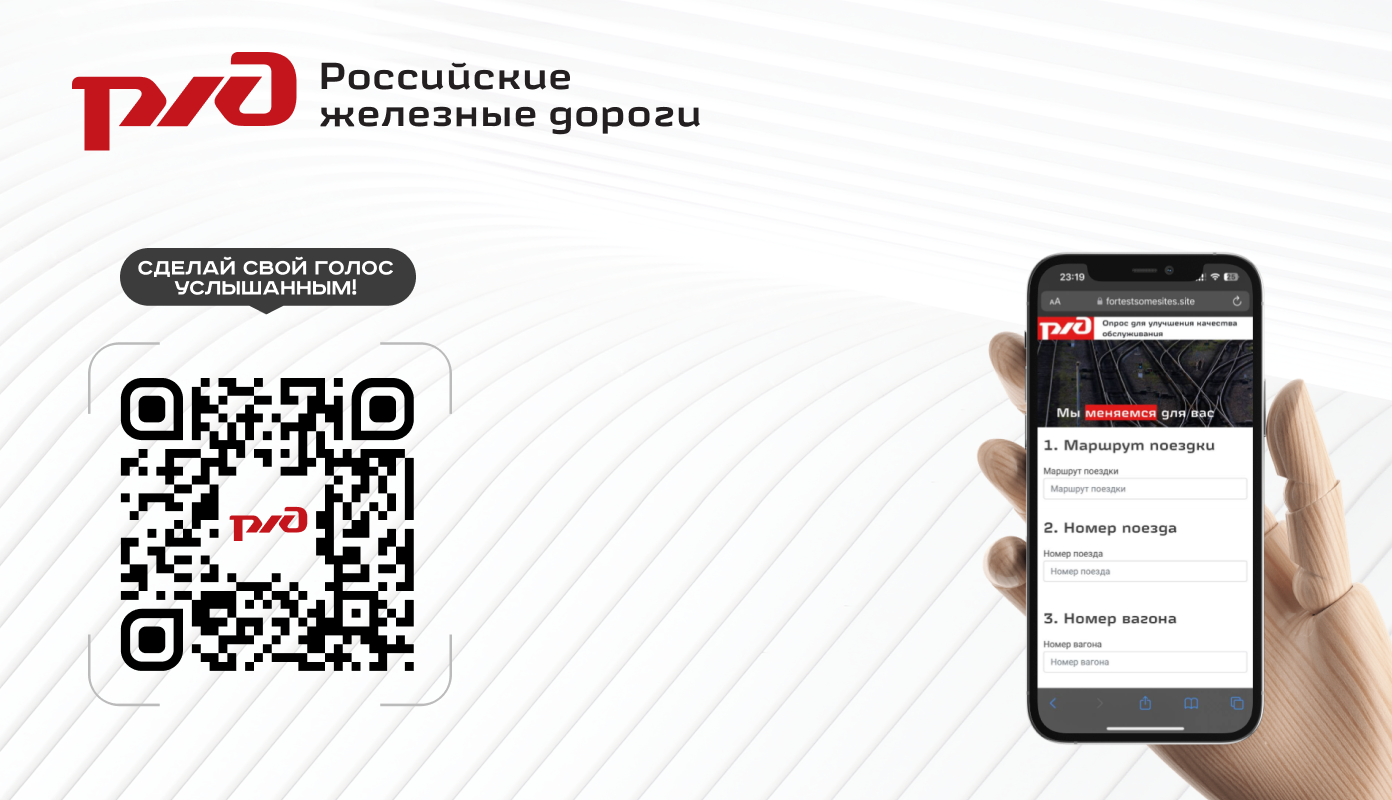 РЖД Российские
железные дороги
СДЕЛАЙ СВОЙ ГОЛОС
УСЛЫШАННЫМ!
РЖД
23:19
25
AA fortestsomesites.site
РЖД Опрос для улучшения качества
обслуживания
Мы меняемся для вас
1. Маршрут поездки
Маршрут поездки
Маршрут поездки
2. Номер поезда
Номер поезда
Номер поезда
3. Номер вагона
Номер вагона
Номер вагона